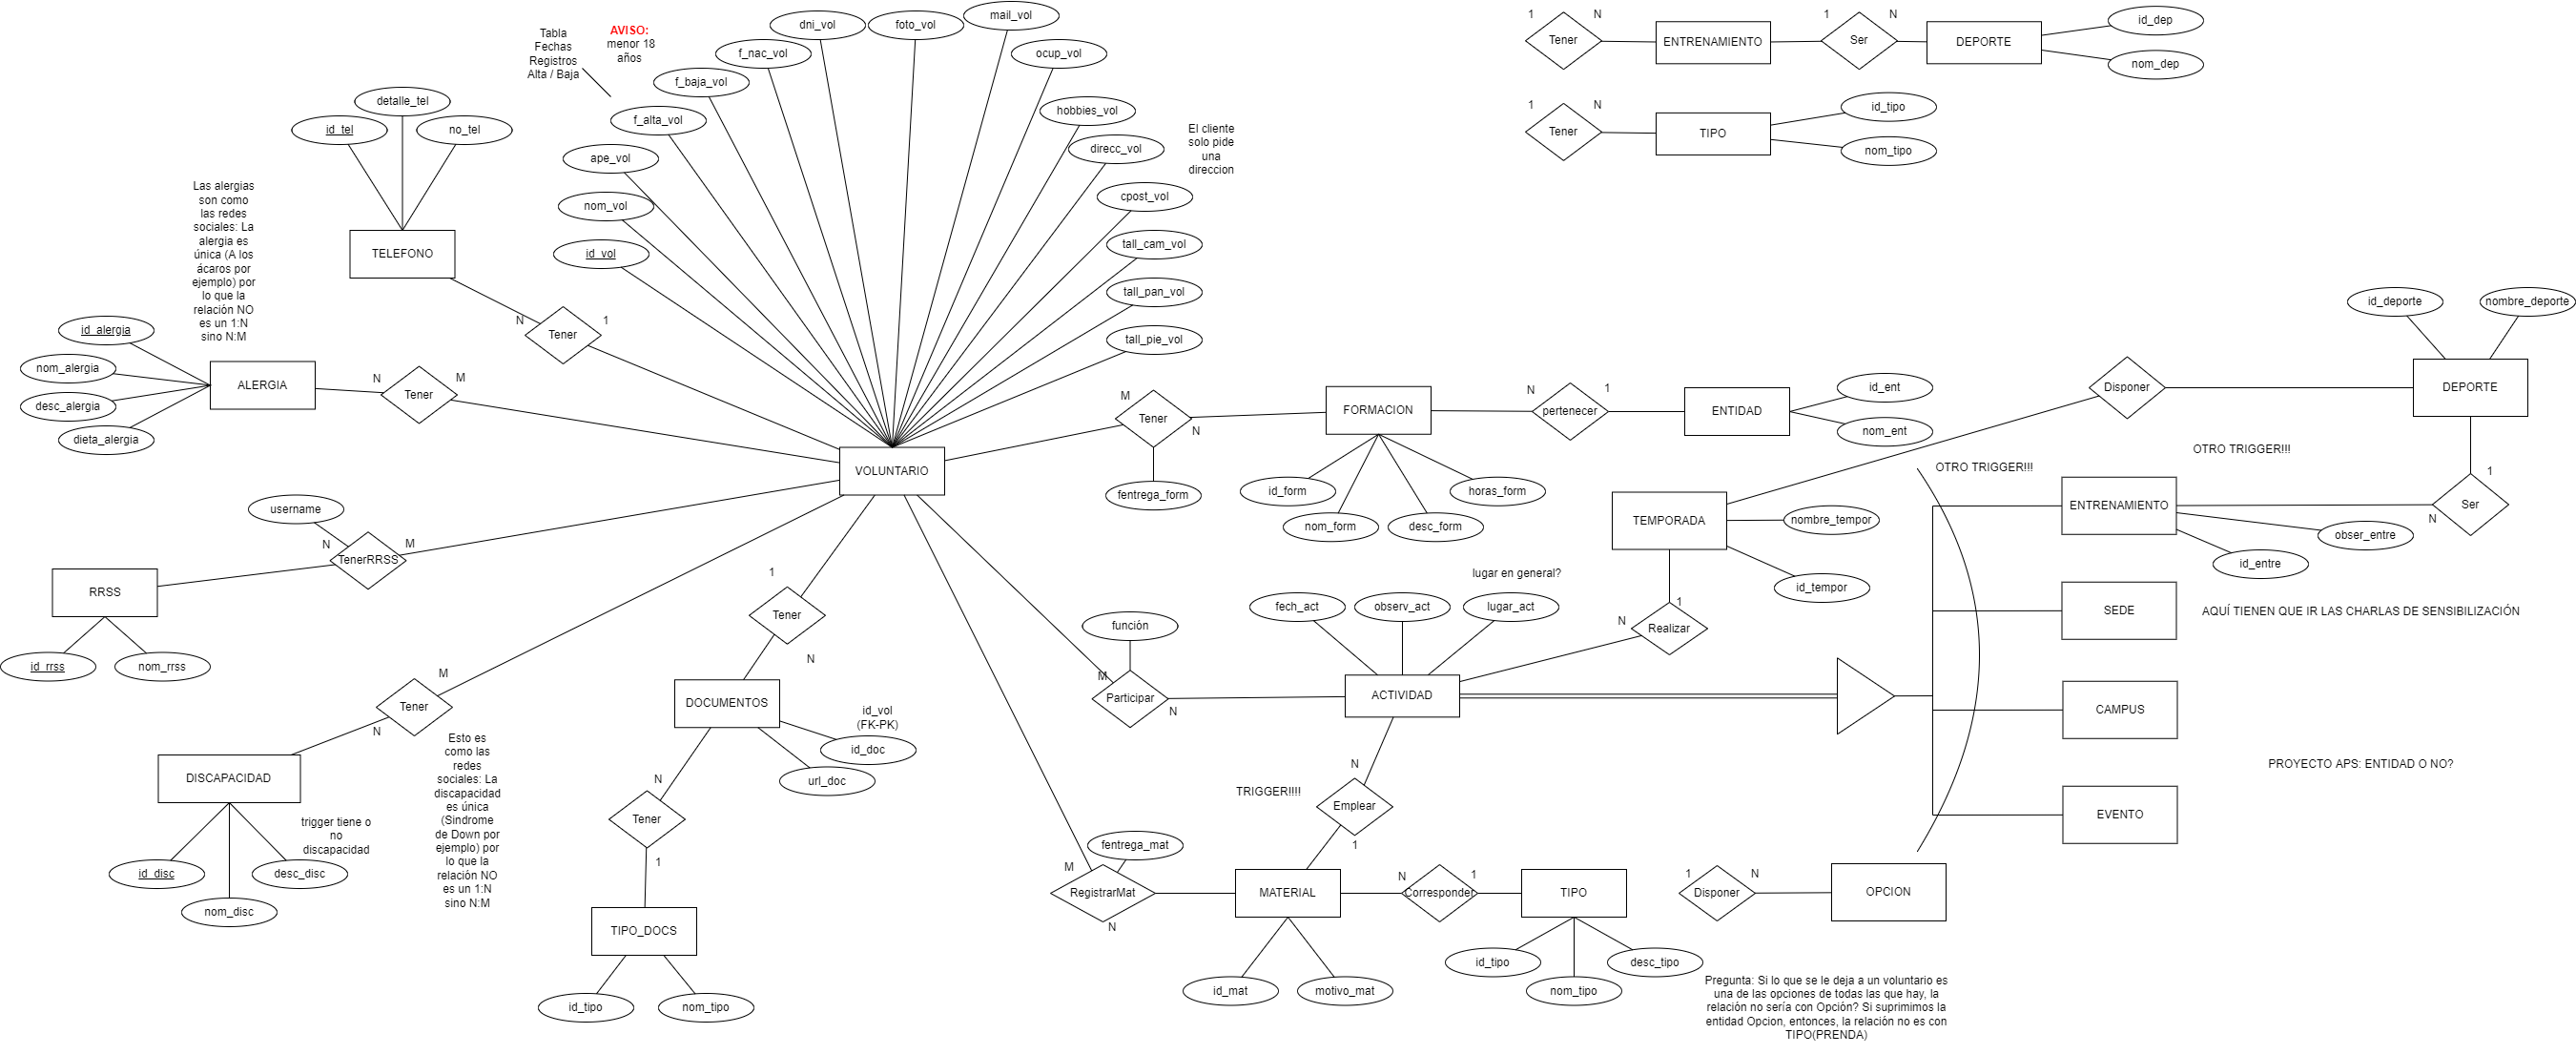 Tabla
Fechas
Registros
Alta / Baja
AVISO:
menor 18
años
dni_vol
foto_vol
mail_vol
f_nac_vol
ocup_vol
f_baja_vol
hobbies_vol
f_alta_vol
direcc_vol
ape_vol
cpost_vol
nom_vol
tall_cam_vol
id_vol
tall_pan_vol
tall_pie_vol
El cliente
solo pide
una
direccion
1
Tener
N
ENTRENAMIENTO
1
Ser
N
DEPORTE
id_dep
nom_dep
1
Tener
N
TIPO
id_tipo
nom_tipo
detalle_tel
id_tel
no_tel
TELEFONO
N
Tener
1
Las alergias
son como
las redes
sociales: La
alergia es
única (A los
ácaros por
ejemplo) por
lo que la
relación NO
es un 1:N
sino N:M
id_alergia
nom_alergia
desc_alergia
dieta_alergia
ALERGIA
N
Tener
M
VOLUNTARIO
M
Tener
N
fentrega_form
FORMACION
id_form
nom_form
desc_form
horas_form
N
pertenecer
1
ENTIDAD
id_ent
nom_ent
Disponer
id_deporte
nombre_deporte
DEPORTE
OTRO TRIGGER!!!
OTRO TRIGGER!!!
1
Ser
N
TEMPORADA
nombre_tempor
id_tempor
1
N
Realizar
ENTRENAMIENTO
obser_entre
id_entre
SEDE
AQUÍ TIENEN QUE IR LAS CHARLAS DE SENSIBILIZACIÓN
CAMPUS
PROYECTO APS: ENTIDAD O NO?
EVENTO
username
N
TenerRRSS
M
RRSS
id_rrss
nom_rrss
M
Tener
N
DISCAPACIDAD
id_disc
nom_disc
desc_disc
trigger tiene o
no
discapacidad
Esto es
como las
redes
sociales: La
discapacidad
es única
(Sindrome
de Down por
ejemplo) por
lo que la
relación NO
es un 1:N
sino N:M
1
Tener
N
DOCUMENTOS
id_vol
(FK-PK)
id_doc
url_doc
N
Tener
1
TIPO_DOCS
id_tipo
nom_tipo
función
M
Participar
N
lugar en general?
fech_act
observ_act
lugar_act
ACTIVIDAD
TRIGGER!!!!
N
Emplear
1
fentrega_mat
M
RegistrarMat
N
MATERIAL
id_mat
motivo_mat
N
Corresponder
1
TIPO
id_tipo
nom_tipo
desc_tipo
1
Disponer
N
OPCION
Pregunta: Si lo que se le deja a un voluntario es
una de las opciones de todas las que hay, la
relación no sería con Opción? Si suprimimos la
entidad Opcion, entonces, la relación no es con
TIPO(PRENDA)